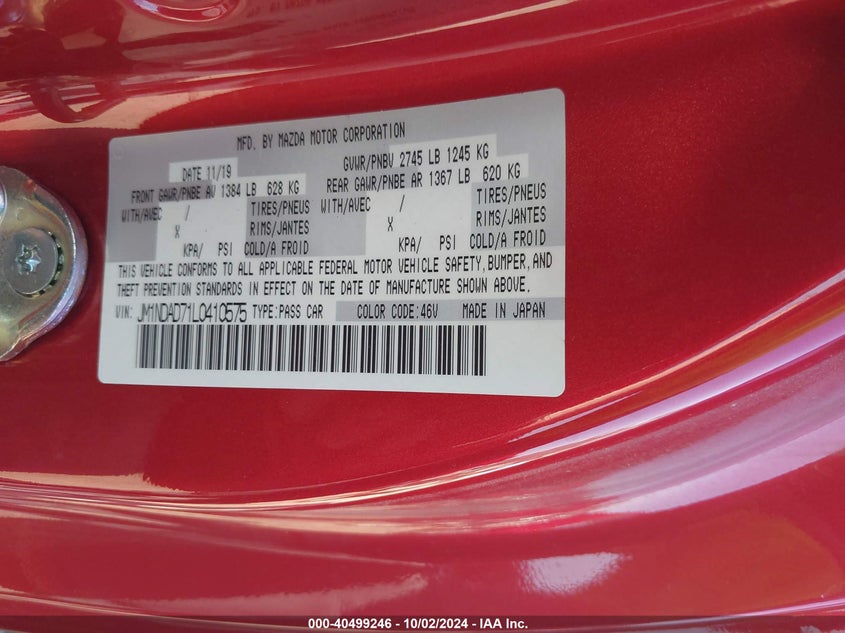 MFD. BY MAZDA MOTOR CORPORATION
DATE 11/19
GVWR/PNBV 2745 LB 1245 KG
FRONT GAWR/PNBE AV 1384 LB 628 KG
REAR GAWR/PNBE AR 1367 LB 620 KG
WITH/AVEC / TIRES/PNEUS
WITH/AVEC / TIRES/PNEUS
X RIMS/JANTES
X RIMS/JANTES
KPA/ PSI COLD/A FROID
KPA/ PSI COLD/A FROID
THIS VEHICLE CONFORMS TO ALL APPLICABLE FEDERAL MOTOR VEHICLE SAFETY, BUMPER, AND
THEFT PREVENTION STANDARDS IN EFFECT ON THE DATE OF MANUFACTURE SHOWN ABOVE.
VIN: JM1NDAD71L0410575 TYPE:PASS CAR COLOR CODE:46V MADE IN JAPAN
000-40499246 - 10/02/2024 - IAA Inc.